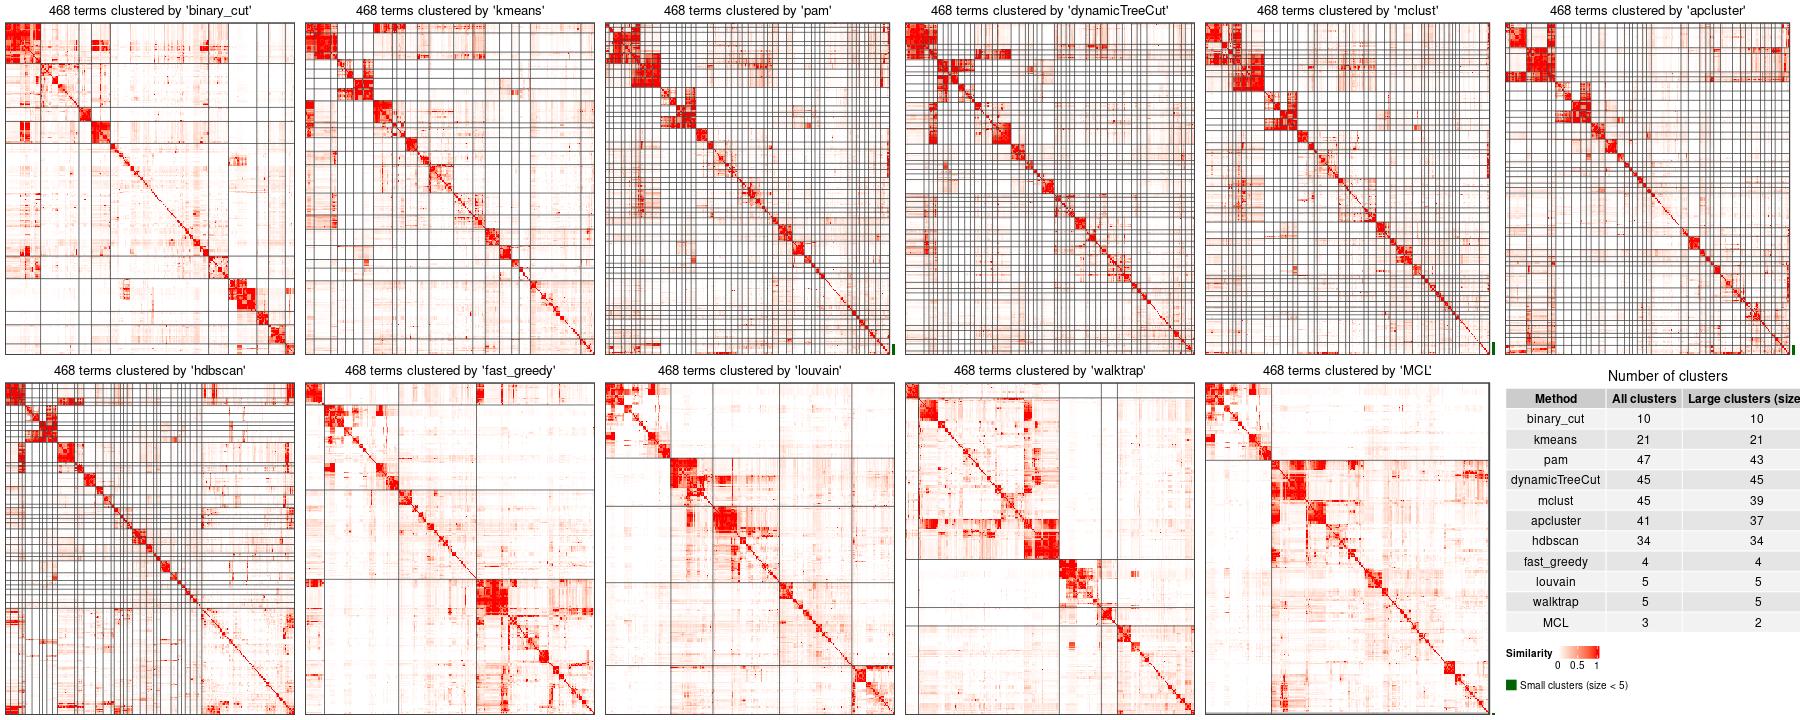 468 terms clustered by 'binary_cut'
468 terms clustered by 'kmeans'
468 terms clustered by 'pam'
468 terms clustered by 'dynamicTreeCut'
468 terms clustered by 'mclust'
468 terms clustered by 'apcluster'
468 terms clustered by 'hdbscan'
468 terms clustered by 'fast_greedy'
468 terms clustered by 'louvain'
468 terms clustered by 'walktrap'
468 terms clustered by 'MCL'
Number of clusters
Method All clusters Large clusters (size
binary_cut 10 10
kmeans 21 21
pam 47 43
dynamicTreeCut 45 45
mclust 45 39
apcluster 41 37
hdbscan 34 34
fast_greedy 4 4
louvain 5 5
walktrap 5 5
MCL 3 2
Similarity
0 0.5 1
Small clusters (size < 5)